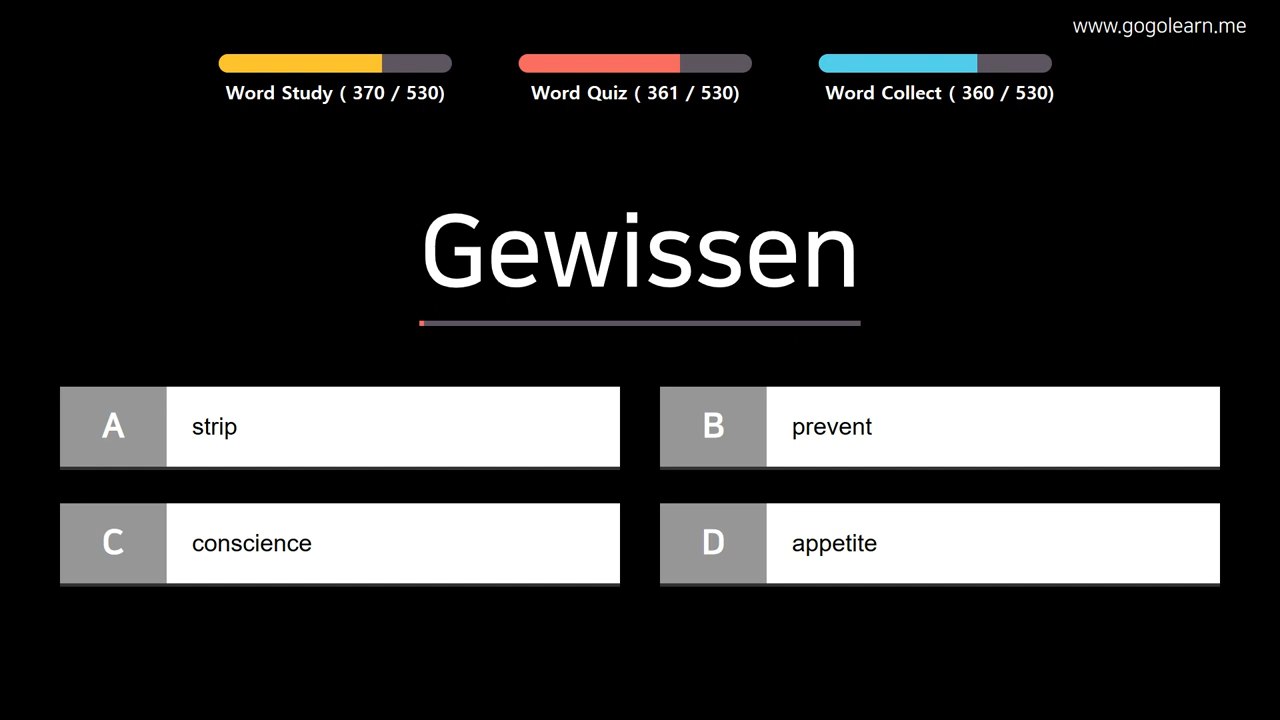 www.gogolearn.me
Word Study ( 370 / 530)
Word Quiz ( 361 / 530)
Word Collect ( 360 / 530)
Gewissen
A strip
B prevent
C conscience
D appetite